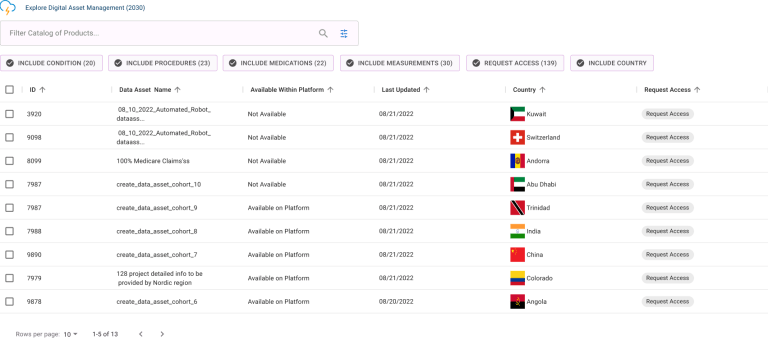 Explore Digital Asset Management (2030)
Filter Catalog of Products...
INCLUDE CONDITION (20) INCLUDE PROCEDURES (23) INCLUDE MEDICATIONS (22) INCLUDE MEASUREMENTS (30) REQUEST ACCESS (139) INCLUDE COUNTRY
ID Data Asset Name Available Within Platform Last Updated Country Request Access
3920 08_10_2022_Automated_Robot_ Not Available 08/21/2022 Kuwait Request Access
dataass...
9098 08_10_2022_Automated_Robot_ Not Available 08/21/2022 Switzerland Request Access
dataass...
8099 100% Medicare Claims'ss Not Available 08/21/2022 Andorra Request Access
7987 create_data_asset_cohort_10 Not Available 08/21/2022 Abu Dhabi Request Access
7987 create_data_asset_cohort_9 Available on Platform 08/21/2022 Trinidad Request Access
7988 create_data_asset_cohort_8 Available on Platform 08/21/2022 India Request Access
9890 create_data_asset_cohort_7 Available on Platform 08/21/2022 China Request Access
7979 128 project detailed info to be Available on Platform 08/21/2022 Colorado Request Access
provided by Nordic region
9878 create_data_asset_cohort_6 Available on Platform 08/20/2022 Angola Request Access
Rows per page: 10 1-5 of 13